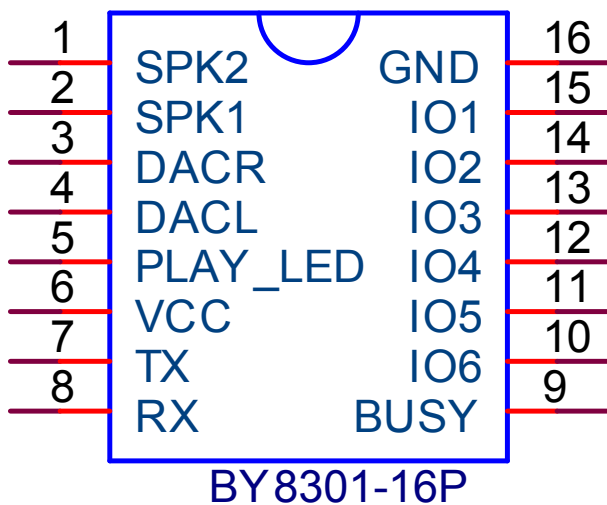 1 SPK2 GND 16
2 SPK1 IO1 15
3 DACR IO2 14
4 DACL IO3 13
5 PLAY_LED IO4 12
6 VCC IO5 11
7 TX IO6 10
8 RX BUSY 9
BY8301-16P